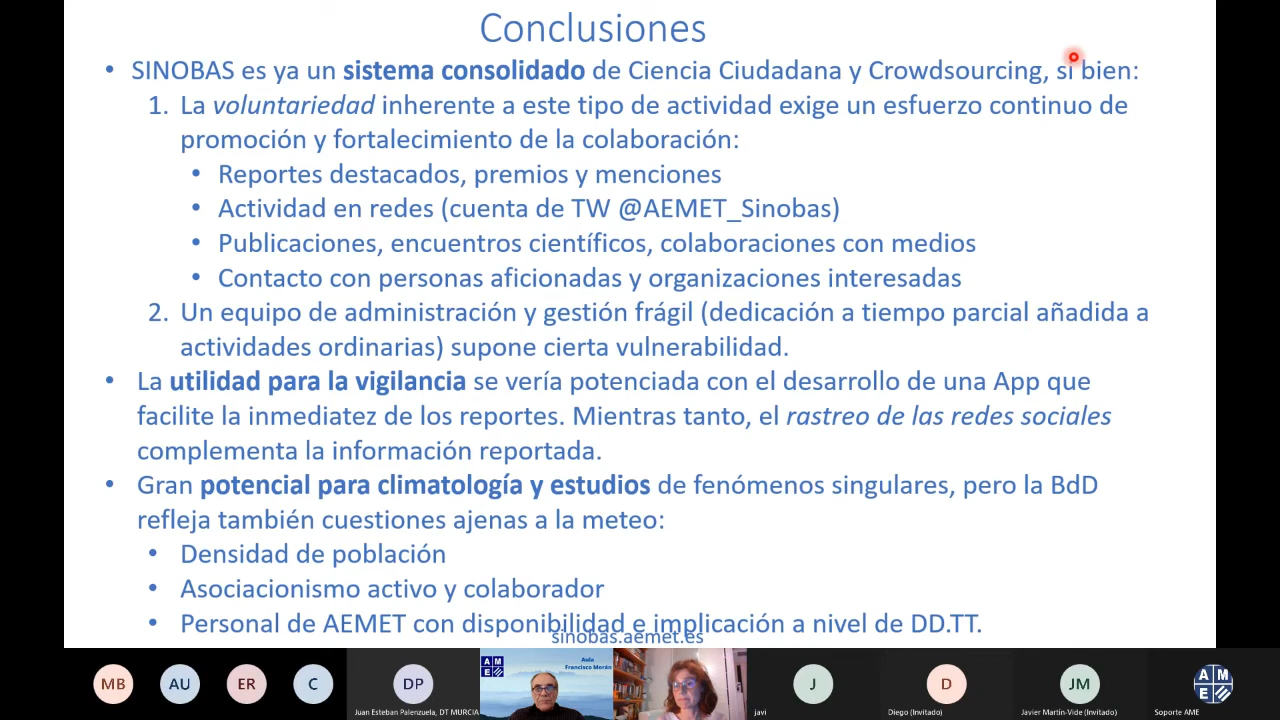 Conclusiones
• SINOBAS es ya un sistema consolidado de Ciencia Ciudadana y Crowdsourcing, si bien:
1. La voluntariedad inherente a este tipo de actividad exige un esfuerzo continuo de
promoción y fortalecimiento de la colaboración:
• Reportes destacados, premios y menciones
• Actividad en redes (cuenta de TW @AEMET_Sinobas)
• Publicaciones, encuentros científicos, colaboraciones con medios
• Contacto con personas aficionadas y organizaciones interesadas
2. Un equipo de administración y gestión frágil (dedicación a tiempo parcial añadida a
actividades ordinarias) supone cierta vulnerabilidad.
• La utilidad para la vigilancia se vería potenciada con el desarrollo de una App que
facilite la inmediatez de los reportes. Mientras tanto, el rastreo de las redes sociales
complementa la información reportada.
• Gran potencial para climatología y estudios de fenómenos singulares, pero la BdD
refleja también cuestiones ajenas a la meteo:
• Densidad de población
• Asociacionismo activo y colaborador
• Personal de AEMET con disponibilidad e implicación a nivel de DD.TT.
sinobas.aemet.es
MB
AU
ER
C
DP
Juan Esteban Palenzuela, DT MURCIA
AME
Aula
Francisco Morán
J
javi
D
Diego (Invitado)
JM
Javier Martín-Vide (Invitado)
AME
Soporte AME